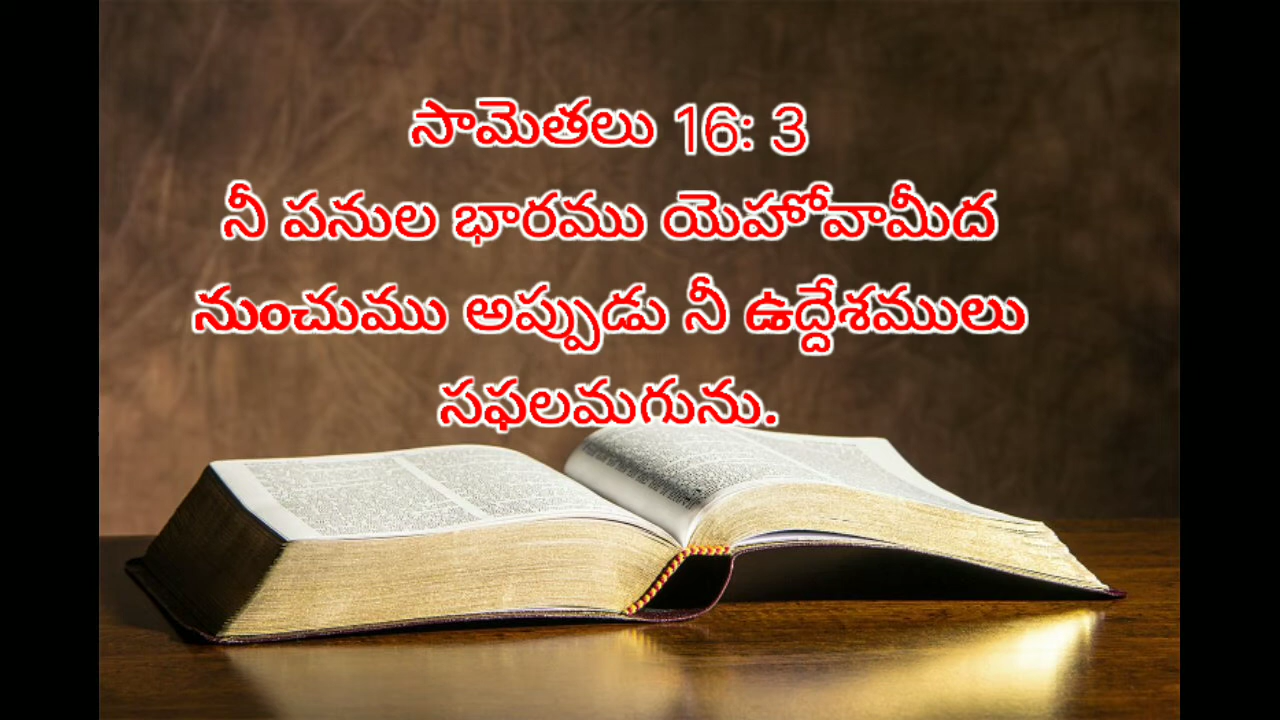 సామెతలు 16: 3
నీ పనుల భారము యెహోవామీద
నుంచుము అప్పుడు నీ ఉద్దేశములు
సఫలమగును.